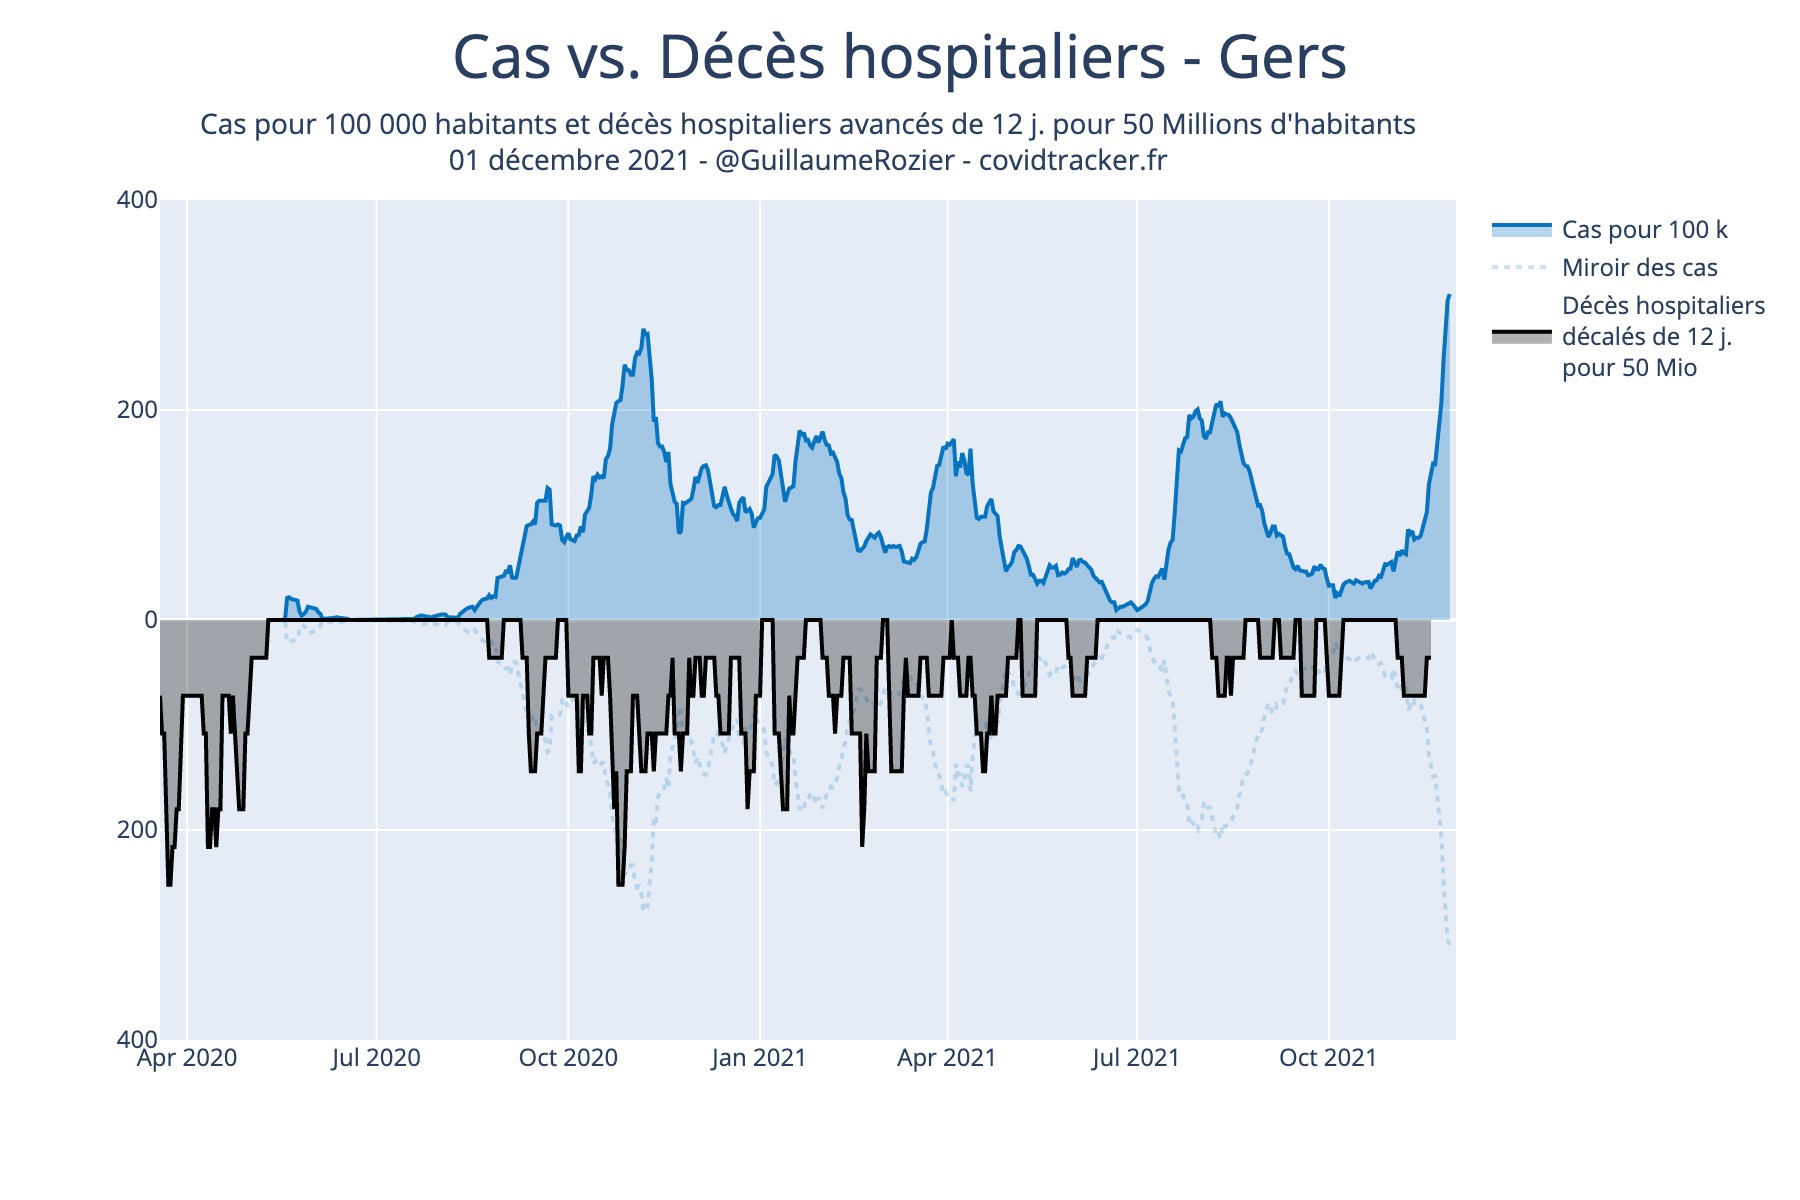 Cas vs. Décès hospitaliers - Gers
Cas pour 100 000 habitants et décès hospitaliers avancés de 12 j. pour 50 Millions d'habitants
01 décembre 2021 - @GuillaumeRozier - covidtracker.fr
400
200
0
200
400
Apr 2020
Jul 2020
Oct 2020
Jan 2021
Apr 2021
Jul 2021
Oct 2021
Cas pour 100 k
Miroir des cas
Décès hospitaliers
décalés de 12 j.
pour 50 Mio